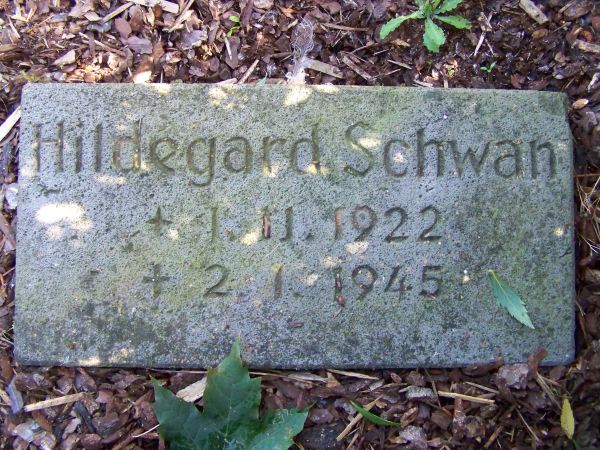 Hildegard Schwan
+ 1. 11. 1922
+ 2. 1. 1945